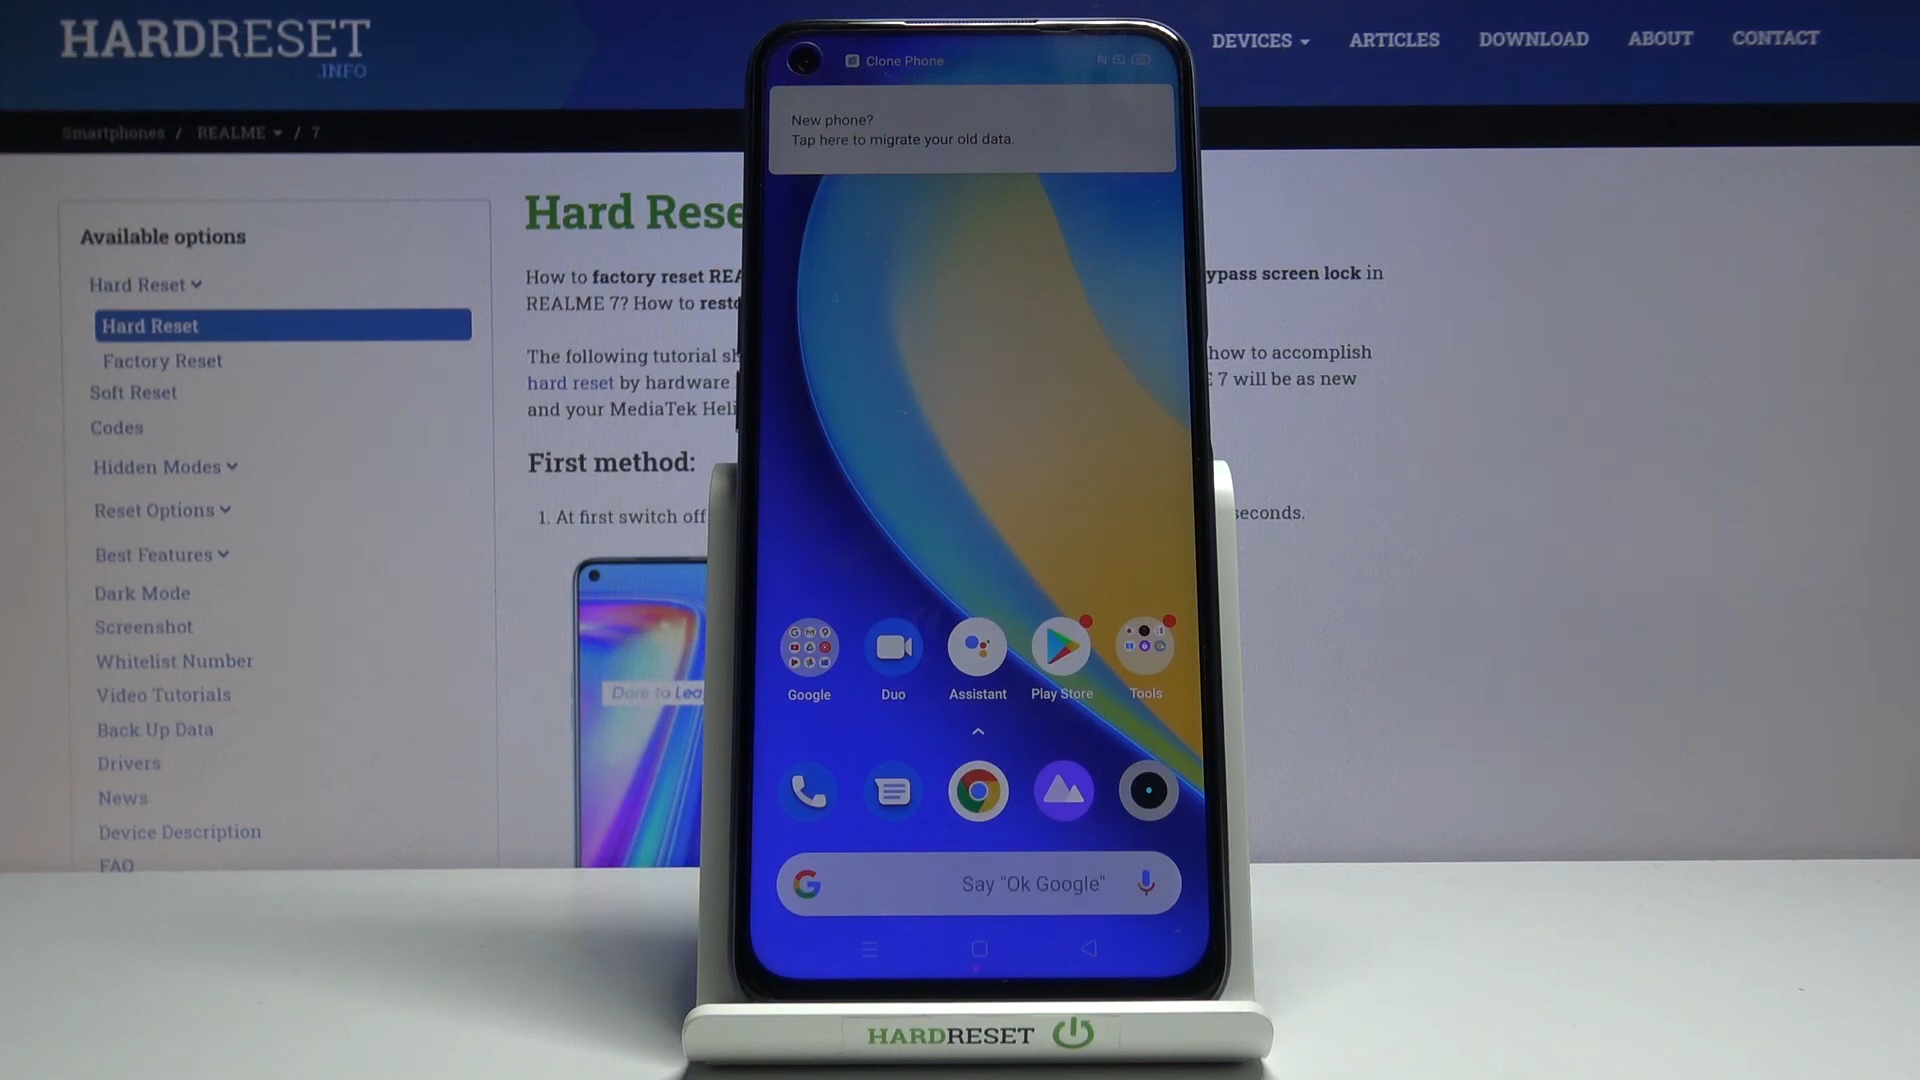 HARDRESET
.INFO
DEVICES
ARTICLES
DOWNLOAD
ABOUT
CONTACT
Smartphones / REALME / 7
Available options
Hard Reset
Hard Reset
Factory Reset
Soft Reset
Codes
Hidden Modes
Reset Options
Best Features
Dark Mode
Screenshot
Whitelist Number
Video Tutorials
Back Up Data
Drivers
News
Device Description
FAQ
Hard Rese
How to factory reset REA
ypass screen lock in
REALME 7? How to resto
The following tutorial sh
how to accomplish
hard reset by hardware
E 7 will be as new
and your MediaTek Heli
First method:
1. At first switch off
seconds.
Dare to Lea
Clone Phone
New phone?
Tap here to migrate your old data.
Google
Duo
Assistant
Play Store
Tools
Say "Ok Google"
HARDRESET